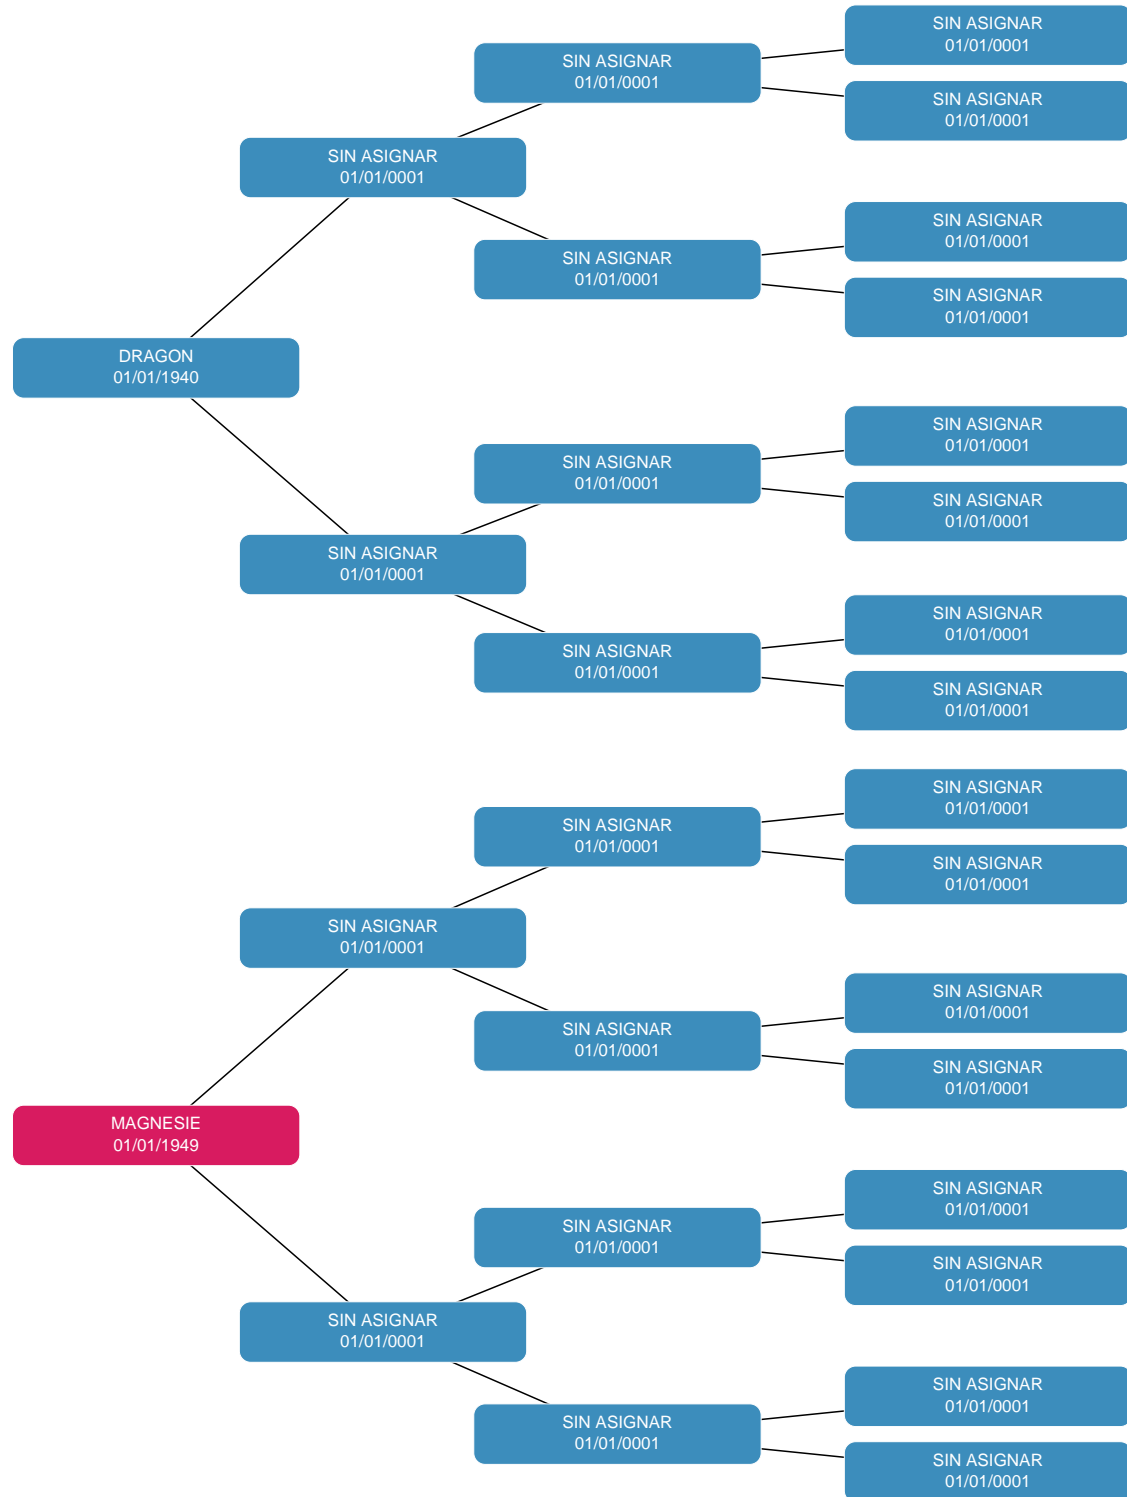 SIN ASIGNAR
01/01/0001
SIN ASIGNAR
01/01/0001
SIN ASIGNAR
01/01/0001
SIN ASIGNAR
01/01/0001
SIN ASIGNAR
01/01/0001
SIN ASIGNAR
01/01/0001
SIN ASIGNAR
01/01/0001
DRAGON
01/01/1940
SIN ASIGNAR
01/01/0001
SIN ASIGNAR
01/01/0001
SIN ASIGNAR
01/01/0001
SIN ASIGNAR
01/01/0001
SIN ASIGNAR
01/01/0001
SIN ASIGNAR
01/01/0001
SIN ASIGNAR
01/01/0001
SIN ASIGNAR
01/01/0001
SIN ASIGNAR
01/01/0001
SIN ASIGNAR
01/01/0001
SIN ASIGNAR
01/01/0001
SIN ASIGNAR
01/01/0001
SIN ASIGNAR
01/01/0001
SIN ASIGNAR
01/01/0001
MAGNESIE
01/01/1949
SIN ASIGNAR
01/01/0001
SIN ASIGNAR
01/01/0001
SIN ASIGNAR
01/01/0001
SIN ASIGNAR
01/01/0001
SIN ASIGNAR
01/01/0001
SIN ASIGNAR
01/01/0001
SIN ASIGNAR
01/01/0001